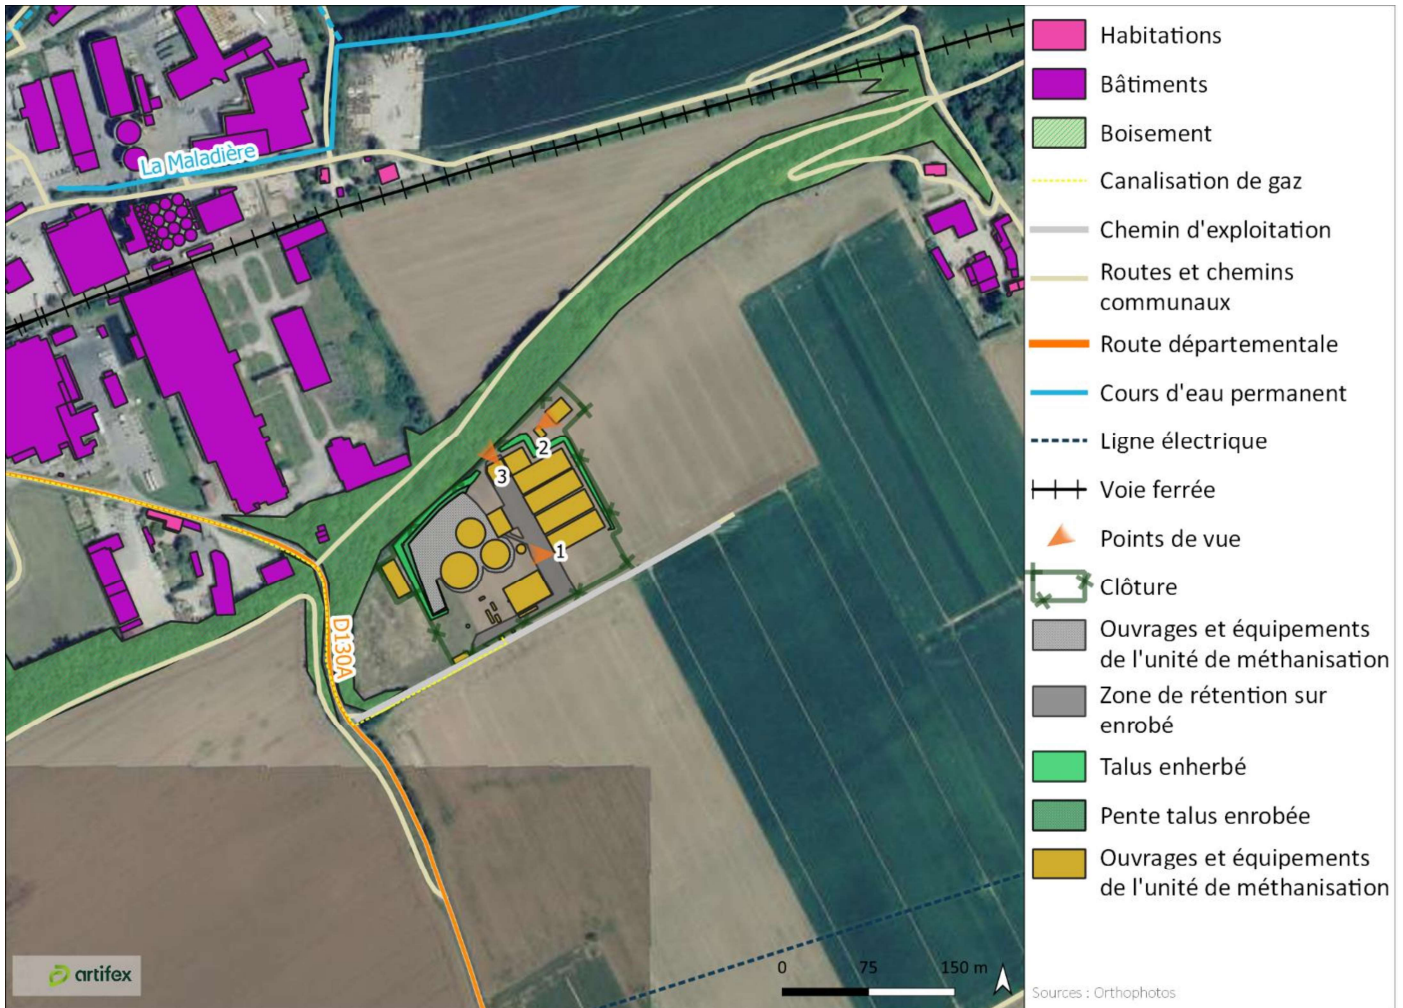 La Maladière
D130A
1
2
3
0 75 150 m
artifex
Habitations
Bâtiments
Boisement
Canalisation de gaz
Chemin d'exploitation
Routes et chemins
communaux
Route départementale
Cours d'eau permanent
Ligne électrique
Voie ferrée
Points de vue
Clôture
Ouvrages et équipements
de l'unité de méthanisation
Zone de rétention sur
enrobé
Talus enherbé
Pente talus enrobée
Ouvrages et équipements
de l'unité de méthanisation
Sources : Orthophotos